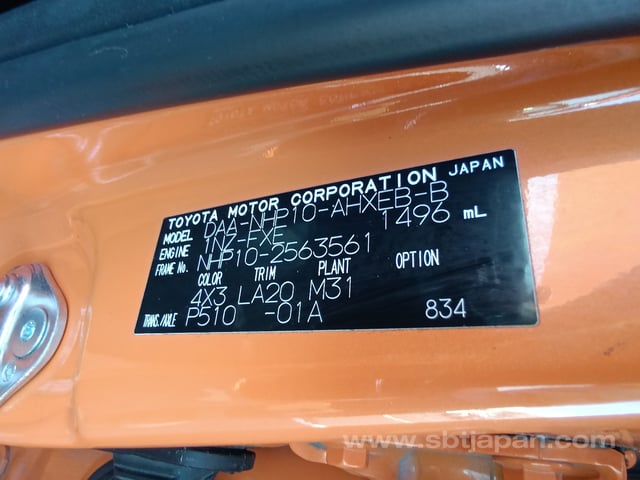 TOYOTA MOTOR CORPORATION JAPAN
MODEL DAA-NHP10-AHXEB-B
ENGINE 1NZ-FXE 1496 mL
FRAME No. NHP10-2563561
COLOR TRIM PLANT OPTION
4X3 LA20 M31
TRANS./AXLE P510 -01A 834
www.sbtjapan.com